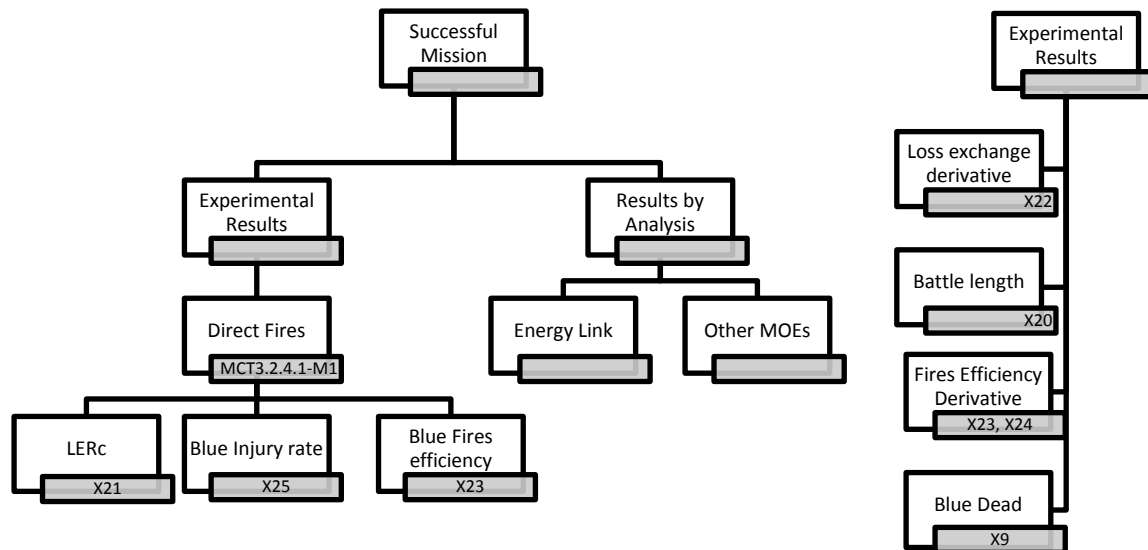 Successful
Mission
Experimental
Results
Results by
Analysis
Direct Fires
MCT3.2.4.1-M1
Energy Link
Other MOEs
LERc
X21
Blue Injury rate
X25
Blue Fires
efficiency
X23
Experimental
Results
Loss exchange
derivative
X22
Battle length
X20
Fires Efficiency
Derivative
X23, X24
Blue Dead
X9